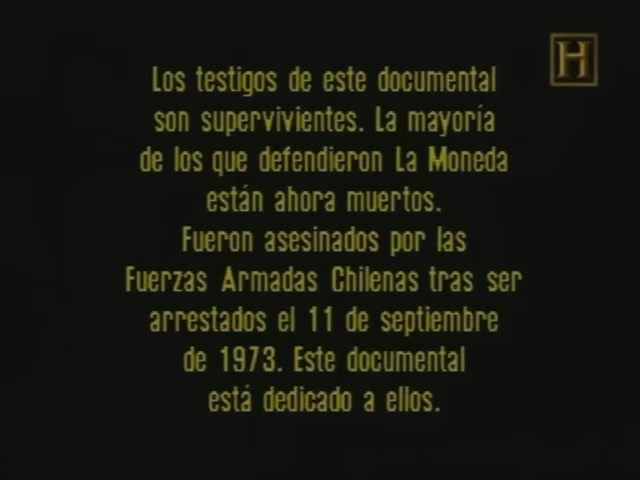 H
Los testigos de este documental
son supervivientes. La mayoría
de los que defendieron La Moneda
están ahora muertos.
Fueron asesinados por las
Fuerzas Armadas Chilenas tras ser
arrestados el 11 de septiembre
de 1973. Este documental
está dedicado a ellos.